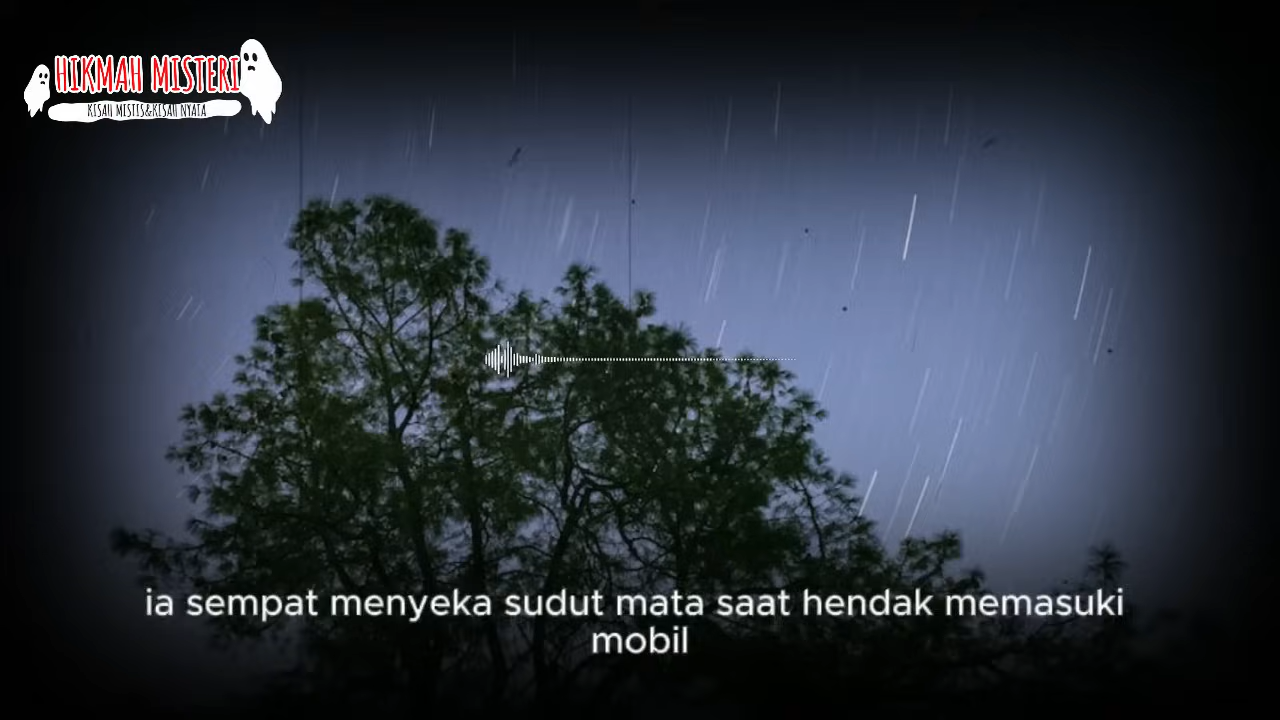 HIKMAH MISTERI
KISAH MISTIS&KISAH NYATA
ia sempat menyeka sudut mata saat hendak memasuki
mobil